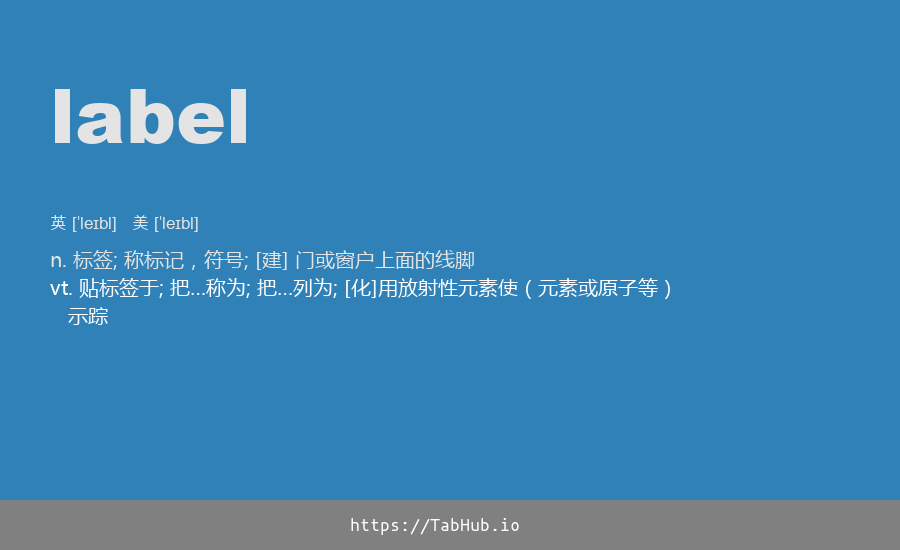 label
英 [ˈleɪbl] 美 [ˈleɪbl]
n. 标签; 称标记，符号; [建] 门或窗户上面的线脚
vt. 贴标签于; 把...称为; 把...列为; [化]用放射性元素使（元素或原子等）
示踪
https://TabHub.io